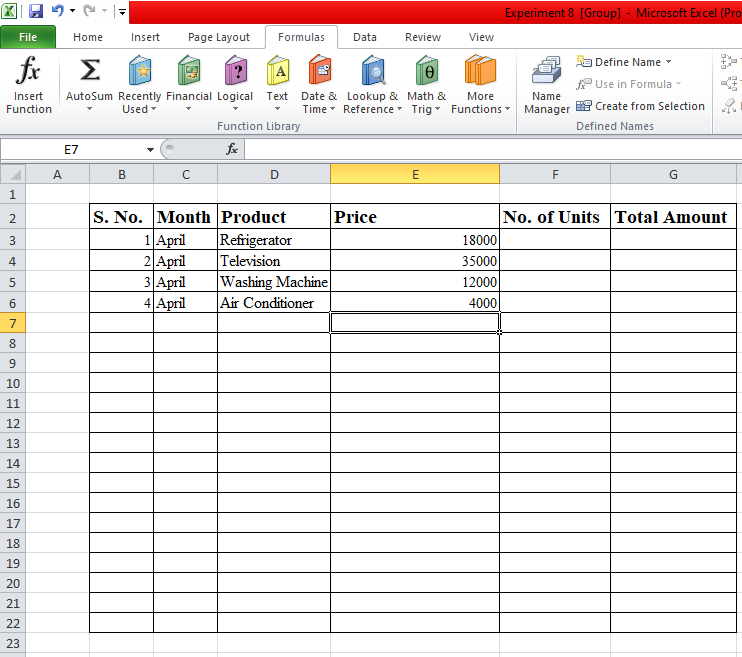 Experiment 8 [Group] - Microsoft Excel (Pro
File Home Insert Page Layout Formulas Data Review View
fx Σ ? A θ
Insert Function AutoSum Recently Used Financial Logical Text Date & Time Lookup & Reference Math & Trig More Functions Name Manager Define Name
Use in Formula
Create from Selection
Function Library Defined Names
E7 fx
A B C D E F G
1
2 S. No. Month Product Price No. of Units Total Amount
3 1 April Refrigerator 18000
4 2 April Television 35000
5 3 April Washing Machine 12000
6 4 April Air Conditioner 4000
7
8
9
10
11
12
13
14
15
16
17
18
19
20
21
22
23